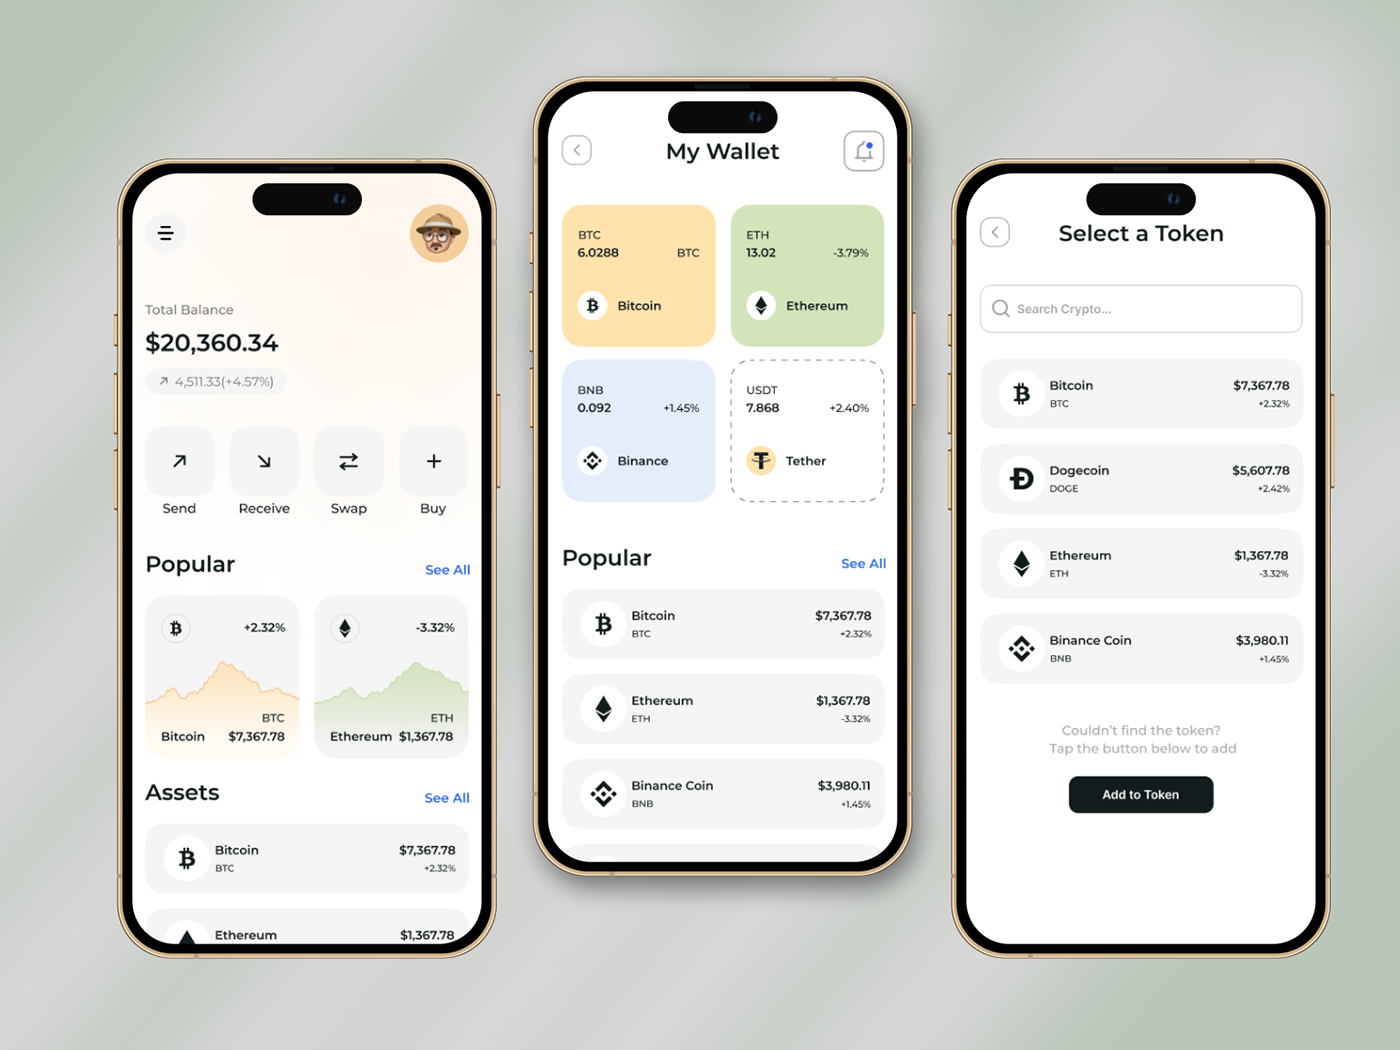 Total Balance
$20,360.34
4,511.33(+4.57%)
Send Receive Swap Buy
Popular See All
+2.32%
BTC
Bitcoin $7,367.78
-3.32%
ETH
Ethereum $1,367.78
Assets See All
Bitcoin $7,367.78
BTC +2.32%
Ethereum $1,367.78
My Wallet
BTC
6.0288 BTC
Bitcoin
ETH
13.02 -3.79%
Ethereum
BNB
0.092 +1.45%
Binance
USDT
7.868 +2.40%
Tether
Popular See All
Bitcoin $7,367.78
BTC +2.32%
Ethereum $1,367.78
ETH -3.32%
Binance Coin $3,980.11
BNB +1.45%
Select a Token
Search Crypto...
Bitcoin $7,367.78
BTC +2.32%
Dogecoin $5,607.78
DOGE +2.42%
Ethereum $1,367.78
ETH -3.32%
Binance Coin $3,980.11
BNB +1.45%
Couldn't find the token?
Tap the button below to add
Add to Token